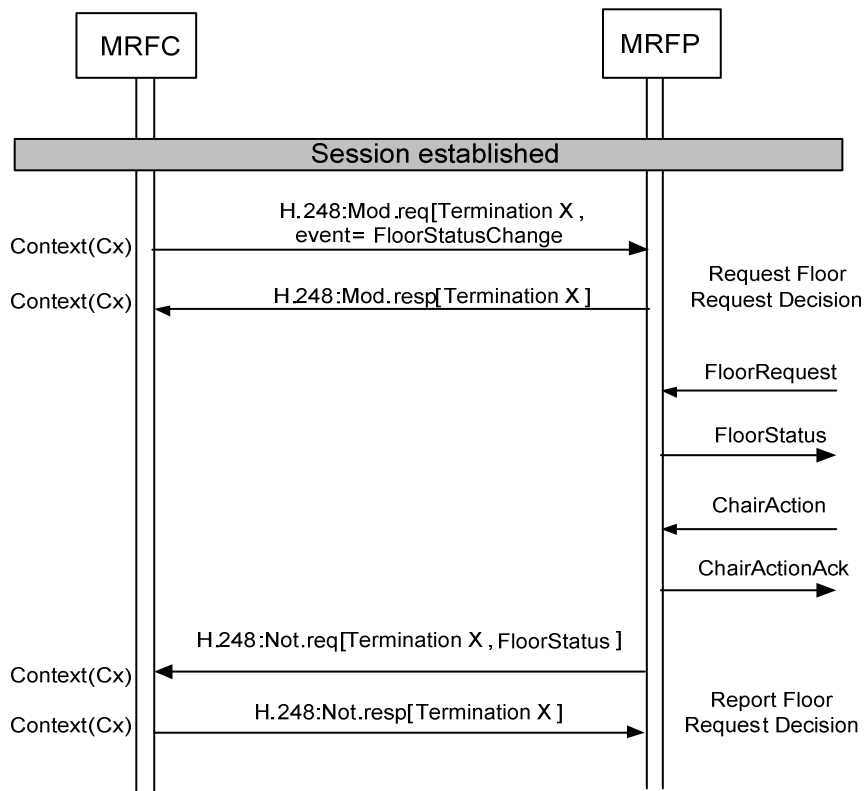 MRFC
MRFP
Session established
H.248:Mod.req[Termination X ,
event= FloorStatusChange
Context(Cx)
H.248:Mod.resp[Termination X ]
Context(Cx)
Request Floor
Request Decision
FloorRequest
FloorStatus
ChairAction
ChairActionAck
H.248:Not.req[Termination X , FloorStatus ]
Context(Cx)
H.248:Not.resp[Termination X ]
Context(Cx)
Report Floor
Request Decision